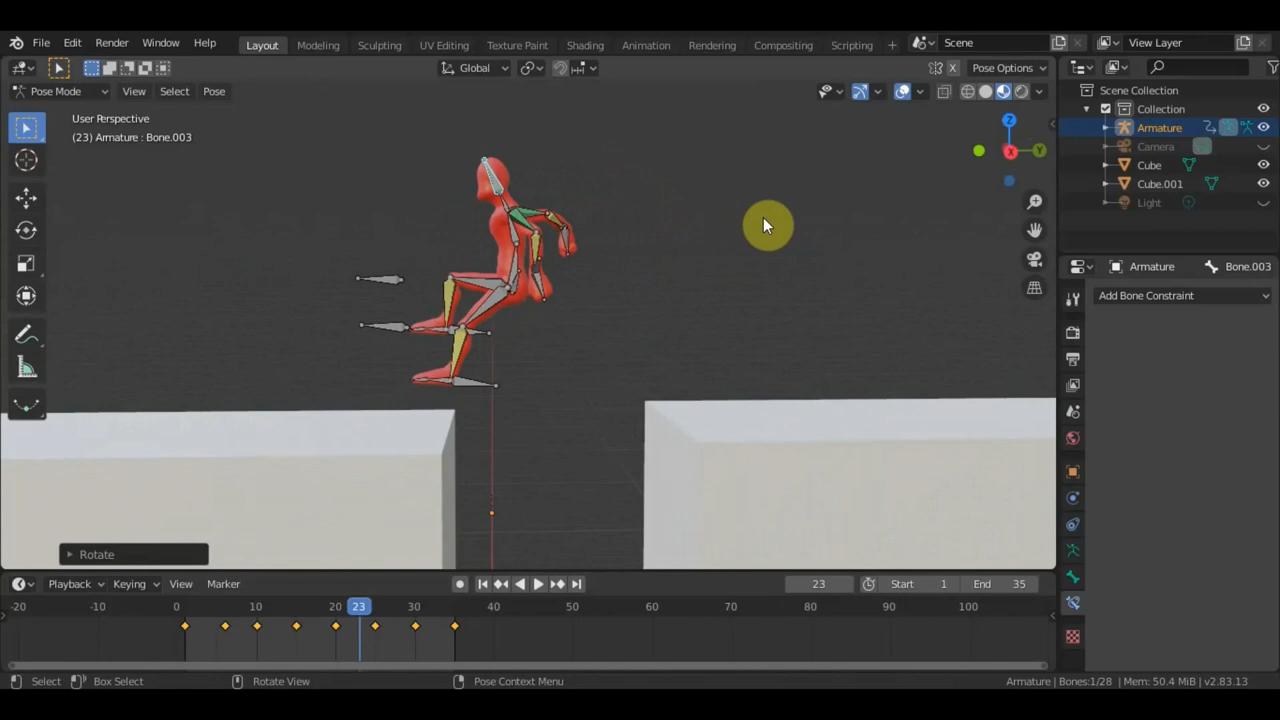 File Edit Render Window Help Layout Modeling Sculpting UV Editing Texture Paint Shading Animation Rendering Compositing Scripting + Scene View Layer
Global X Pose Options
Pose Mode View Select Pose
Scene Collection
User Perspective
(23) Armature : Bone.003
Collection
Armature
Camera
Cube
Cube.001
Light
Z
X
Y
Armature Bone.003
Add Bone Constraint
Rotate
Playback Keying View Marker 23 Start 1 End 35
-20 -10 0 10 20 23 30 40 50 60 70 80 90 100
Select Box Select Rotate View Pose Context Menu Armature | Bones:1/28 | Mem: 50.4 MiB | v2.83.13